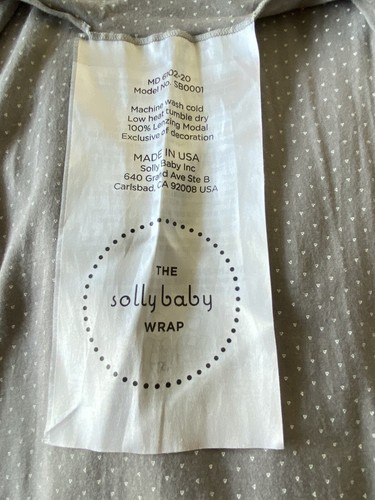 MD 6102-20
Model No. SB0001
Machine wash cold
Low heat tumble dry
100% Lenzing Modal
Exclusive of decoration
MADE IN USA
Solly Baby Inc
640 Grand Ave Ste B
Carlsbad, CA 92008 USA
THE
sollybaby
WRAP